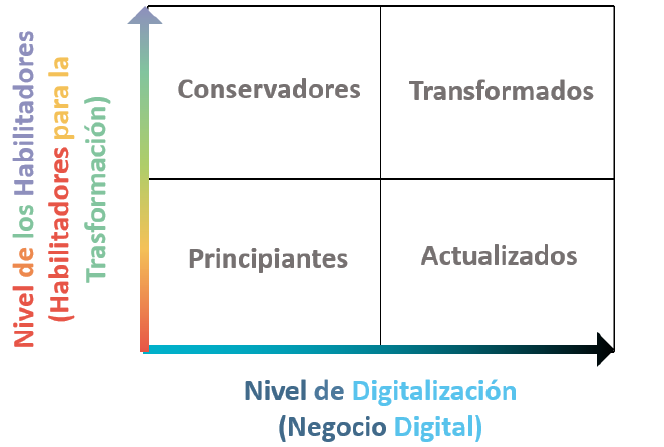 Nivel de los Habilitadores
(Habilitadores para la
Trasformación)
Conservadores
Transformados
Principiantes
Actualizados
Nivel de Digitalización
(Negocio Digital)